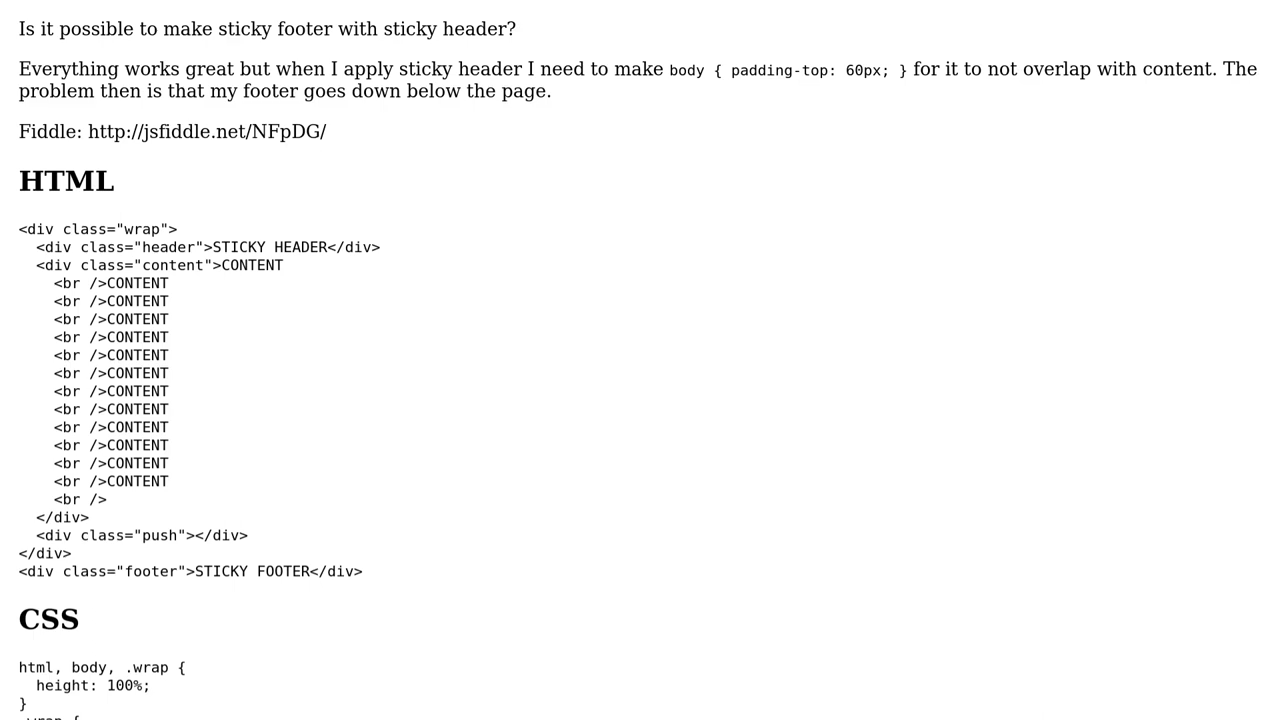 Is it possible to make sticky footer with sticky header?
Everything works great but when I apply sticky header I need to make body { padding-top: 60px; } for it to not overlap with content. The
problem then is that my footer goes down below the page.
Fiddle: http://jsfiddle.net/NFpDG/
HTML
<div class="wrap">
  <div class="header">STICKY HEADER</div>
  <div class="content">CONTENT
    <br />CONTENT
    <br />CONTENT
    <br />CONTENT
    <br />CONTENT
    <br />CONTENT
    <br />CONTENT
    <br />CONTENT
    <br />CONTENT
    <br />CONTENT
    <br />CONTENT
    <br />CONTENT
    <br />CONTENT
    <br />
  </div>
  <div class="push"></div>
</div>
<div class="footer">STICKY FOOTER</div>
CSS
html, body, .wrap {
  height: 100%;
}
.wrap {